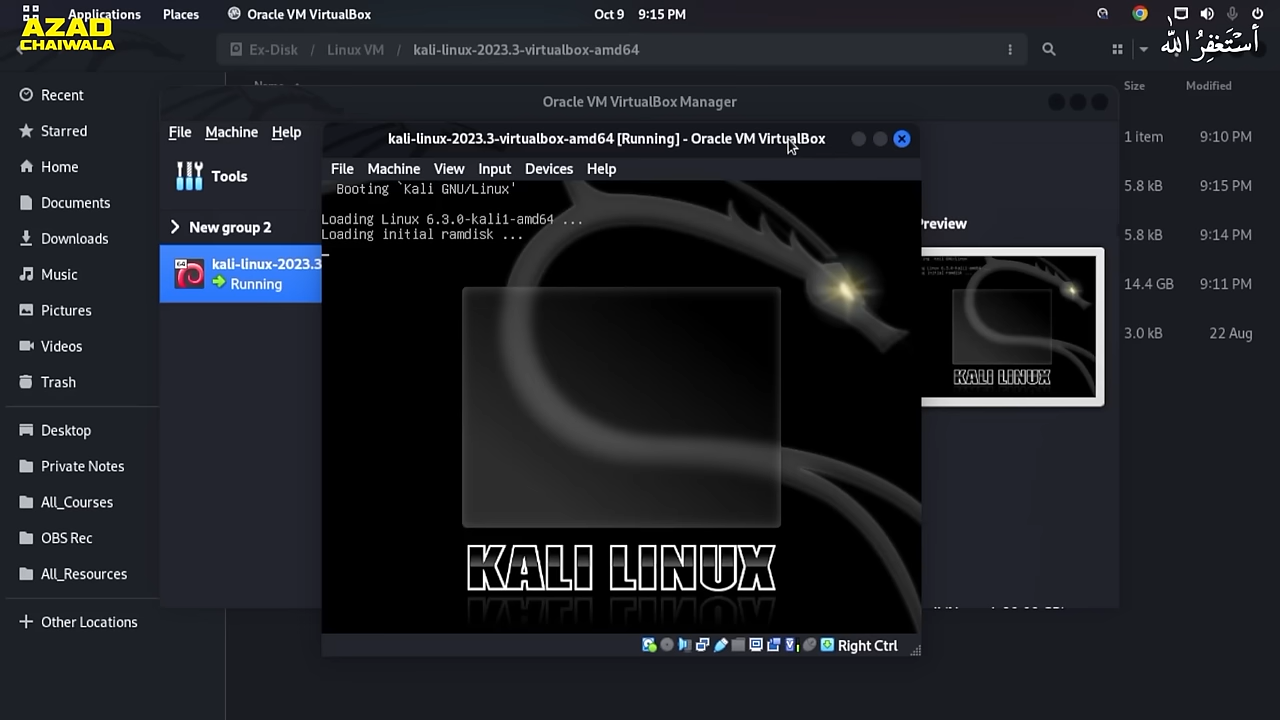 Applications Places Oracle VM VirtualBox Oct 9 9:15 PM
AZAD
CHAIWALA
أستغفر الله
Ex-Disk / Linux VM / kali-linux-2023.3-virtualbox-amd64
Name Size Modified
Recent
Starred
Home
Documents
Downloads
Music
Pictures
Videos
Trash
Desktop
Private Notes
All_Courses
OBS Rec
All_Resources
Other Locations
Oracle VM VirtualBox Manager
File Machine Help
Tools
New group 2
64
kali-linux-2023.3
Running
kali-linux-2023.3-virtualbox-amd64 [Running] - Oracle VM VirtualBox
File Machine View Input Devices Help
Booting `Kali GNU/Linux'
Loading Linux 6.3.0-kali1-amd64 ...
Loading initial ramdisk ...
KALI LINUX
Right Ctrl
Preview
KALI LINUX
1 item 9:10 PM
5.8 kB 9:15 PM
5.8 kB 9:14 PM
14.4 GB 9:11 PM
3.0 kB 22 Aug